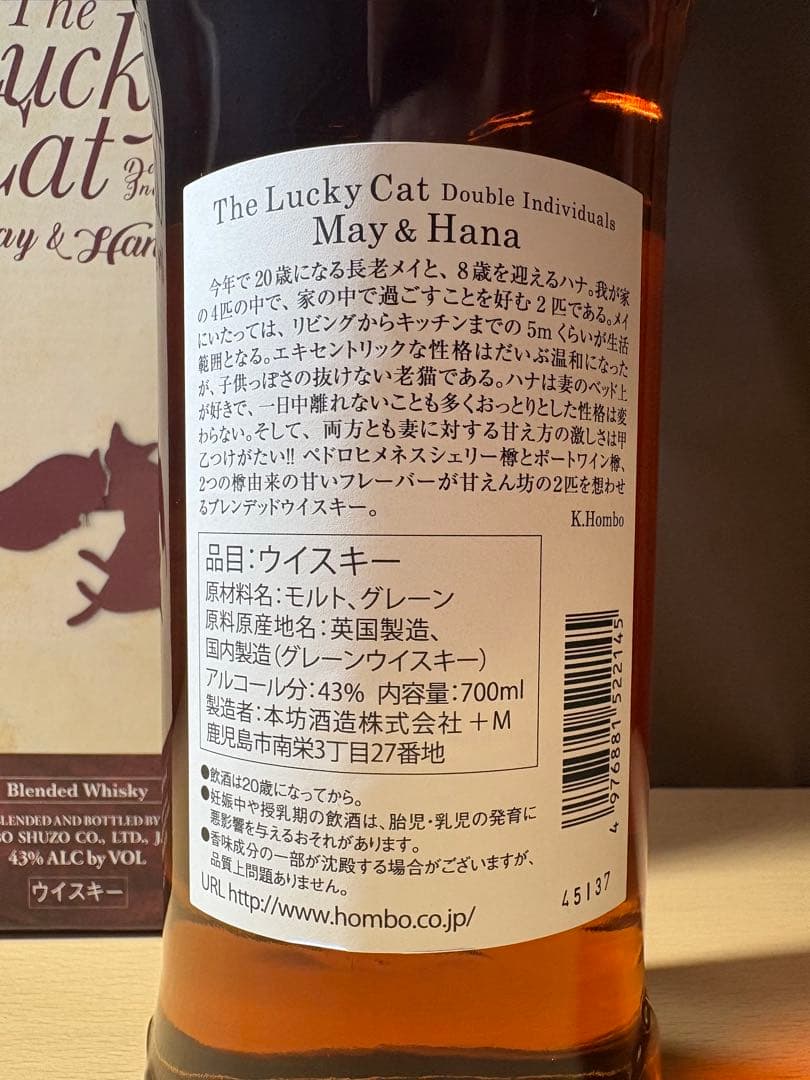 The
Lucky
Cat
May & Hana
Blended Whisky
BLENDED AND BOTTLED BY
HOMBO SHUZO CO., LTD., J
43% ALC by VOL
ウイスキー
The Lucky Cat Double Individuals
May & Hana
今年で20歳になる長老メイと、8歳を迎えるハナ。我が家
の4匹の中で、家の中で過ごすことを好む2匹である。メイ
にいたっては、リビングからキッチンまでの5mくらいが生活
範囲となる。エキセントリックな性格はだいぶ温和になった
が、子供っぽさの抜けない老猫である。ハナは妻のベッド上
が好きで、一日中離れないことも多くおっとりとした性格は変
わらない。そして、両方とも妻に対する甘え方の激しさは甲
乙つけがたい!! ペドロヒメネスシェリー樽とポートワイン樽、
2つの樽由来の甘いフレーバーが甘えん坊の2匹を想わせ
るブレンデッドウイスキー。
K.Hombo
品目:ウイスキー
原材料名:モルト、グレーン
原料原産地名:英国製造、
国内製造(グレーンウイスキー)
アルコール分:43% 内容量:700ml
製造者:本坊酒造株式会社 +M
鹿児島市南栄3丁目27番地
●飲酒は20歳になってから。
●妊娠中や授乳期の飲酒は、胎児・乳児の発育に
悪影響を与えるおそれがあります。
●香味成分の一部が沈殿する場合がございますが、
品質上問題ありません。
URL http://www.hombo.co.jp/
4 976881 522145
45137